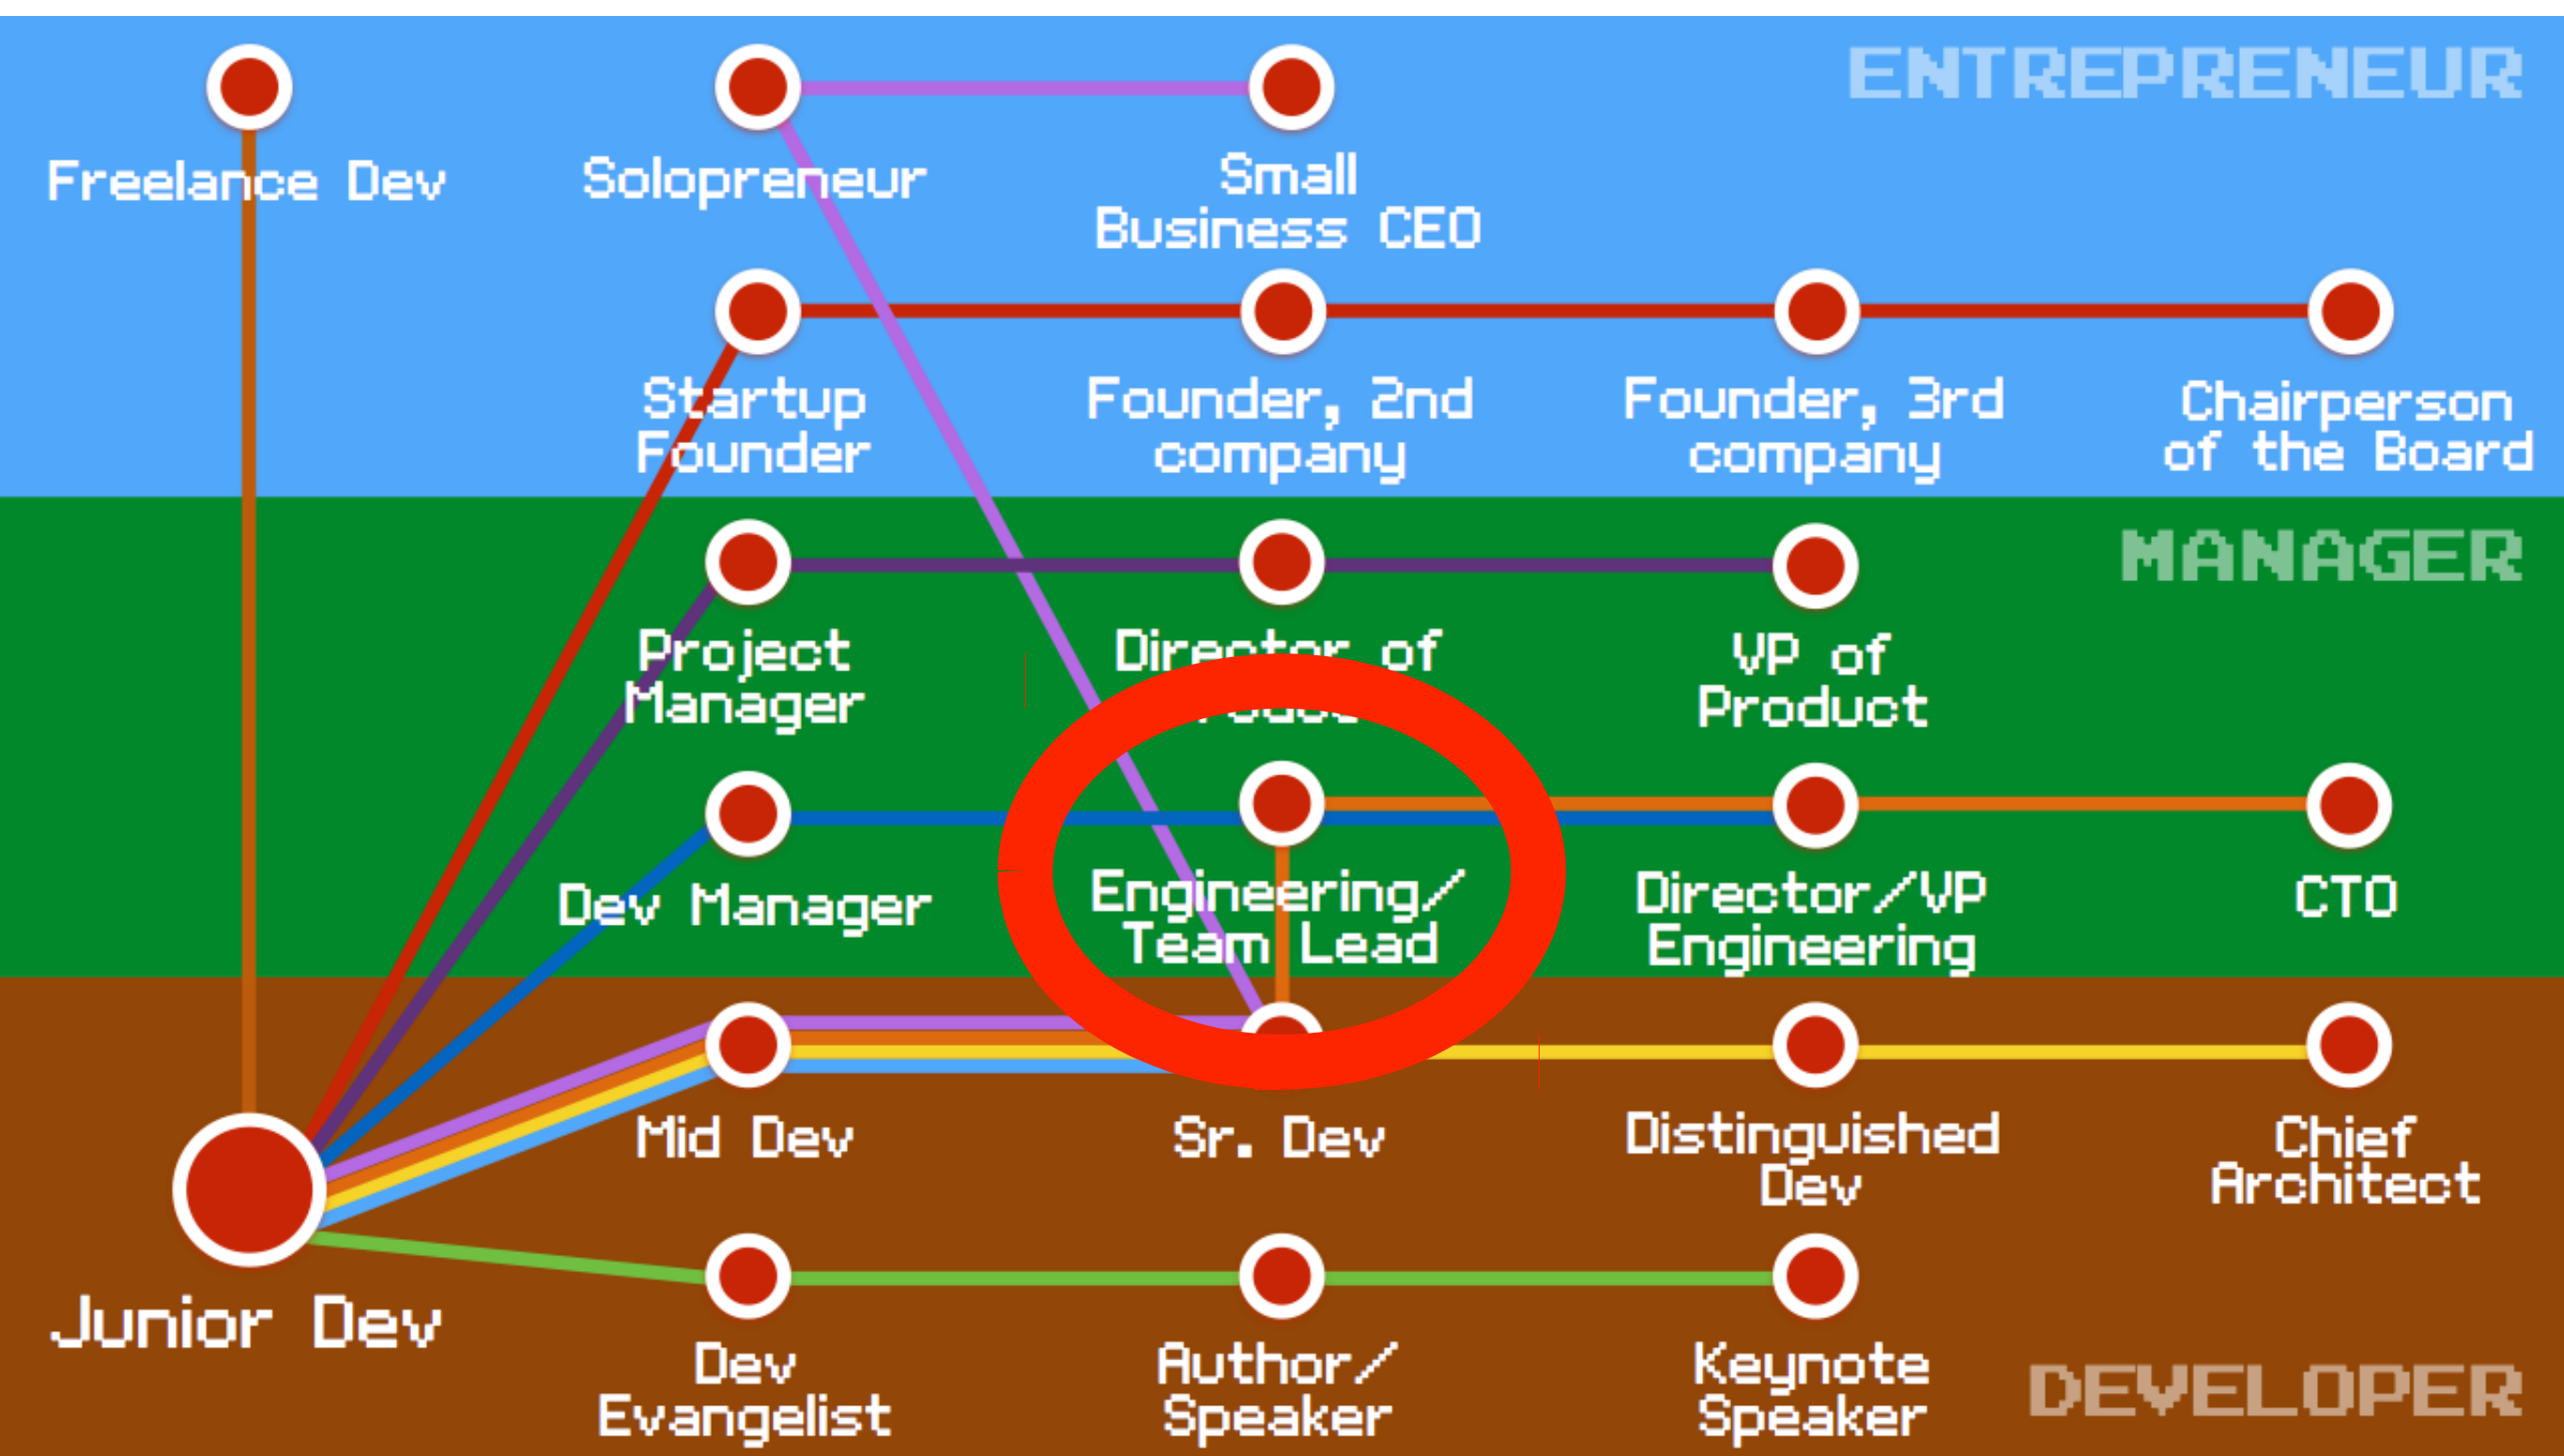 ENTREPRENEUR
Freelance Dev
Solopreneur
Small
Business CEO
Startup
Founder
Founder, 2nd
company
Founder, 3rd
company
Chairperson
of the Board
MANAGER
Project
Manager
Director of
VP of
Product
Dev Manager
Engineering/
Team Lead
Director/VP
Engineering
CTO
Mid Dev
Sr. Dev
Distinguished
Dev
Chief
Architect
Junior Dev
Dev
Evangelist
Author/
Speaker
Keynote
Speaker
DEVELOPER